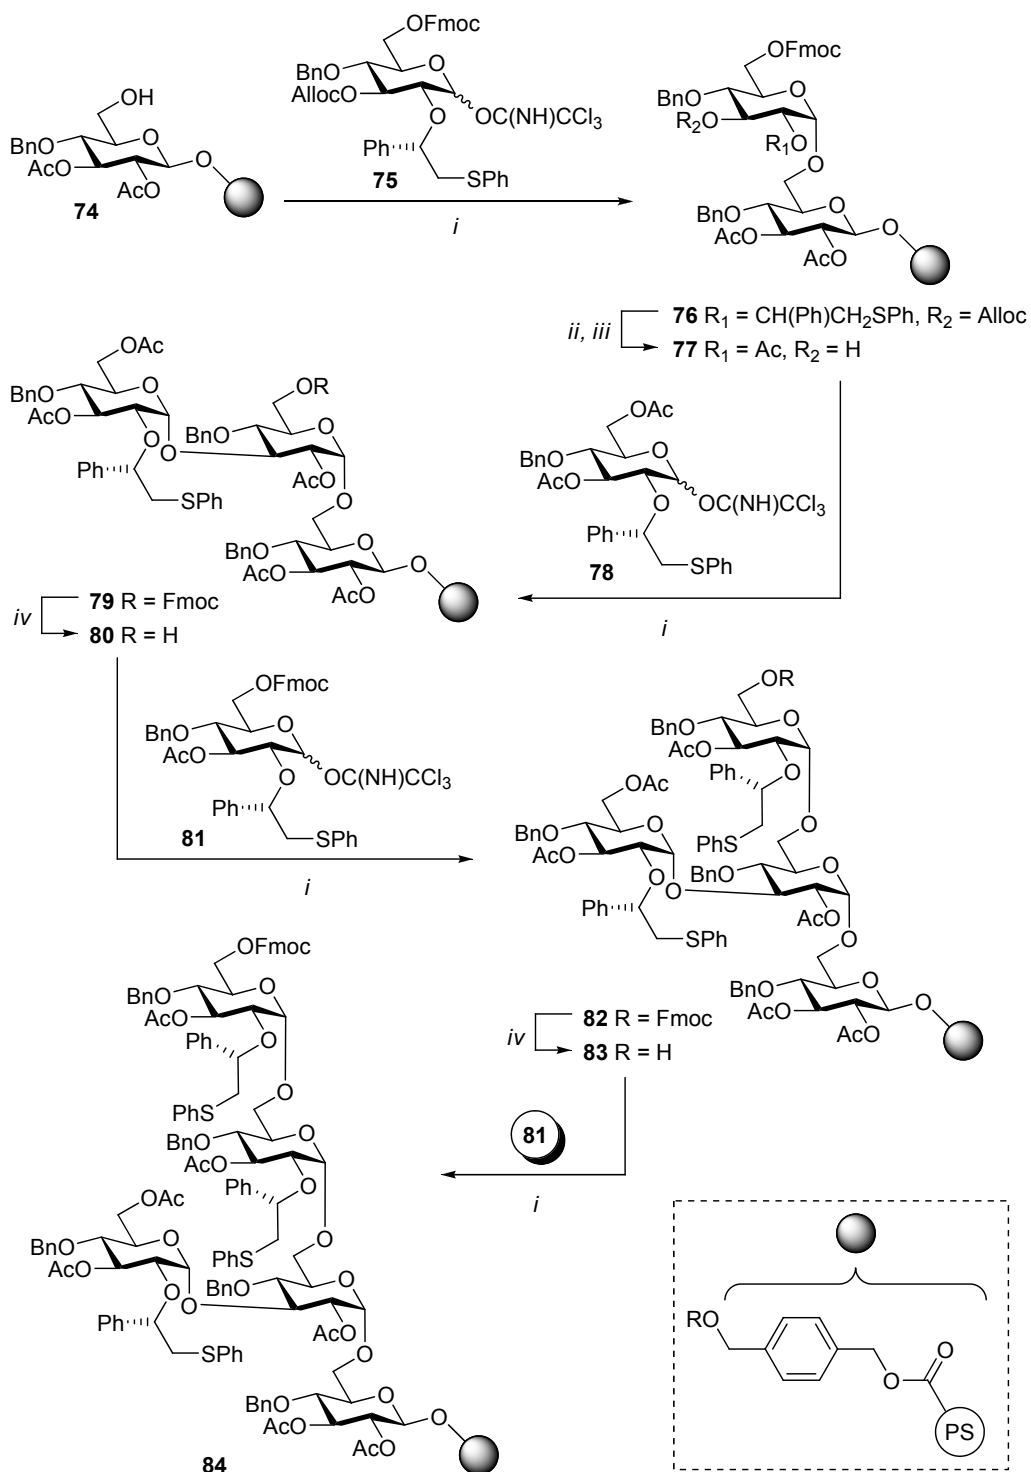 OFmoc
O
BnO
AllocO
O
OC(NH)CCl3
Ph
SPh
75
OH
O
BnO
AcO
AcO
O
74
i
OFmoc
O
BnO
R2O
R1O
O
O
BnO
AcO
AcO
O
ii, iii
76 R1 = CH(Ph)CH2SPh, R2 = Alloc
77 R1 = Ac, R2 = H
OAc
O
BnO
AcO
O
Ph
SPh
O
OR
O
BnO
AcO
O
O
BnO
AcO
AcO
O
OAc
O
BnO
AcO
O
OC(NH)CCl3
Ph
SPh
78
i
iv
79 R = Fmoc
80 R = H
OFmoc
O
BnO
AcO
O
OC(NH)CCl3
Ph
SPh
81
i
OR
O
BnO
AcO
O
Ph
PhS
O
OAc
O
BnO
AcO
O
Ph
SPh
O
O
BnO
AcO
O
O
BnO
AcO
AcO
O
iv
82 R = Fmoc
83 R = H
81
i
OFmoc
O
BnO
AcO
O
Ph
PhS
O
O
BnO
AcO
O
Ph
PhS
O
OAc
O
BnO
AcO
O
Ph
SPh
O
O
BnO
AcO
O
O
BnO
AcO
AcO
O
84
RO
O
O
PS